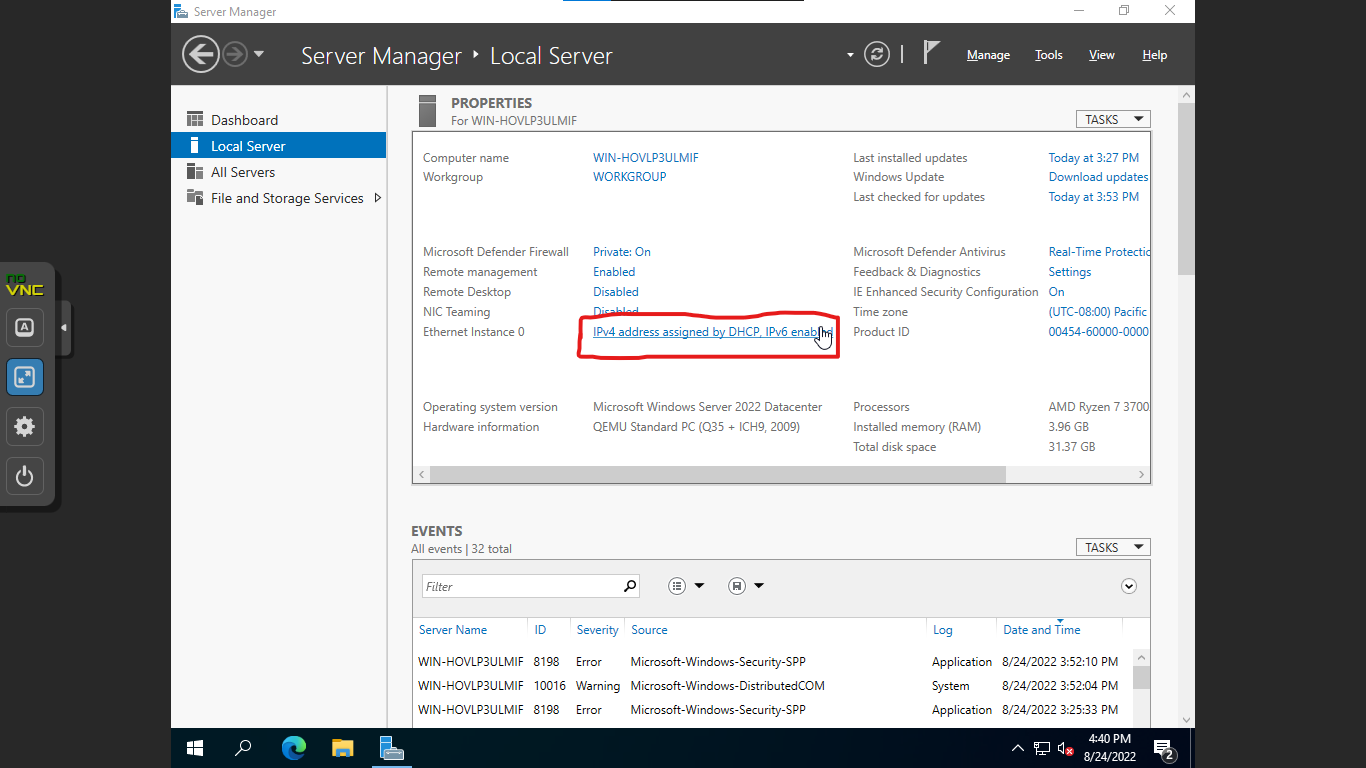 Server Manager
Server Manager ‣ Local Server
Manage Tools View Help
Dashboard
Local Server
All Servers
File and Storage Services
PROPERTIES
For WIN-HOVLP3ULMIF
TASKS
Computer name WIN-HOVLP3ULMIF
Workgroup WORKGROUP
Last installed updates Today at 3:27 PM
Windows Update Download updates
Last checked for updates Today at 3:53 PM
Microsoft Defender Firewall Private: On
Remote management Enabled
Remote Desktop Disabled
NIC Teaming Disabled
Ethernet Instance 0 IPv4 address assigned by DHCP, IPv6 enabled
Microsoft Defender Antivirus Real-Time Protectic
Feedback & Diagnostics Settings
IE Enhanced Security Configuration On
Time zone (UTC-08:00) Pacific
Product ID 00454-60000-0000
Operating system version Microsoft Windows Server 2022 Datacenter
Hardware information QEMU Standard PC (Q35 + ICH9, 2009)
Processors AMD Ryzen 7 3700
Installed memory (RAM) 3.96 GB
Total disk space 31.37 GB
EVENTS
All events | 32 total
TASKS
Filter
Server Name ID Severity Source Log Date and Time
WIN-HOVLP3ULMIF 8198 Error Microsoft-Windows-Security-SPP Application 8/24/2022 3:52:10 PM
WIN-HOVLP3ULMIF 10016 Warning Microsoft-Windows-DistributedCOM System 8/24/2022 3:52:04 PM
WIN-HOVLP3ULMIF 8198 Error Microsoft-Windows-Security-SPP Application 8/24/2022 3:25:33 PM
4:40 PM
8/24/2022
2
no
VNC
A